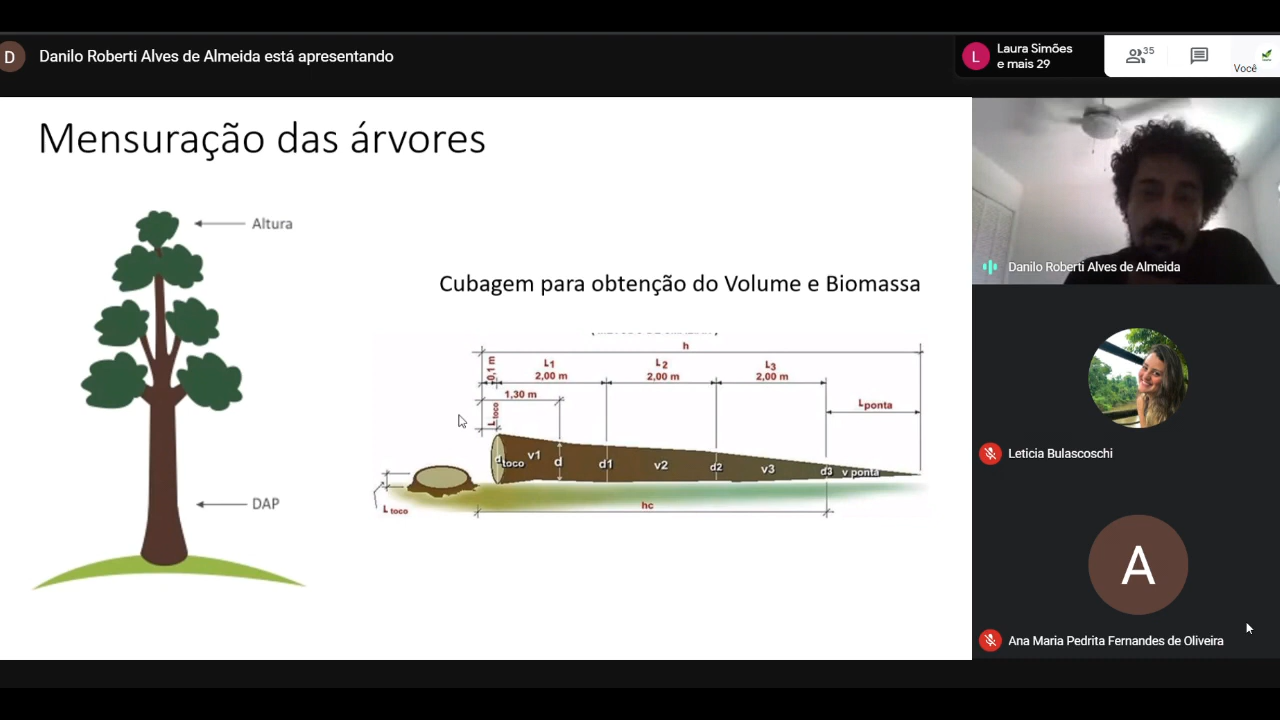 D
Danilo Roberti Alves de Almeida está apresentando
L
Laura Simões
e mais 29
35
Você
Mensuração das árvores
Altura
DAP
Cubagem para obtenção do Volume e Biomassa
h
0,1 m
L1
L2
L3
2,00 m
2,00 m
2,00 m
1,30 m
L toco
Lponta
dtoco
v1
d
d1
v2
d2
v3
d3
v ponta
L toco
hc
Danilo Roberti Alves de Almeida
Leticia Bulascoschi
A
Ana Maria Pedrita Fernandes de Oliveira